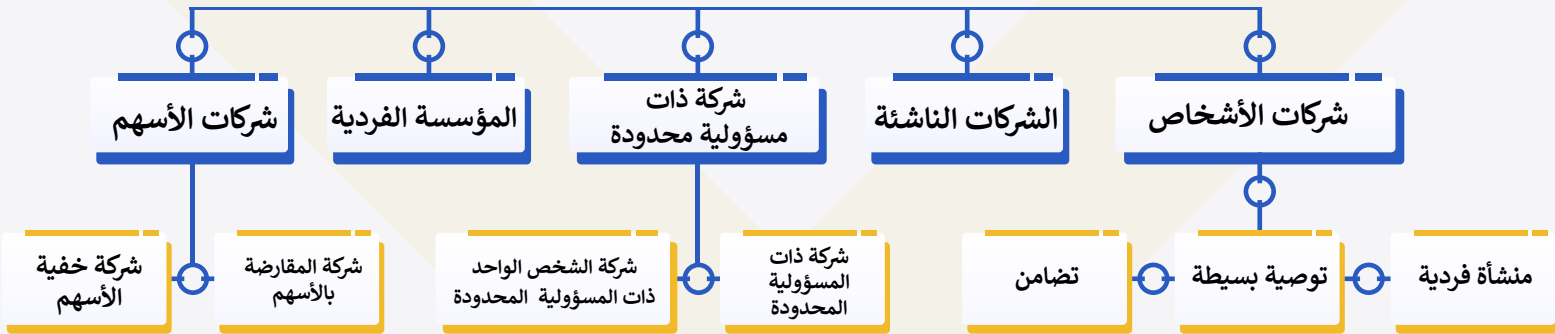 شركات الأشخاص
الشركات الناشئة
شركة ذات
مسؤولية محدودة
المؤسسة الفردية
شركات الأسهم
منشأة فردية
توصية بسيطة
تضامن
شركة ذات
المسؤولية
المحدودة
شركة الشخص الواحد
ذات المسؤولية المحدودة
شركة المقارضة
بالأسهم
شركة خفية
الأسهم